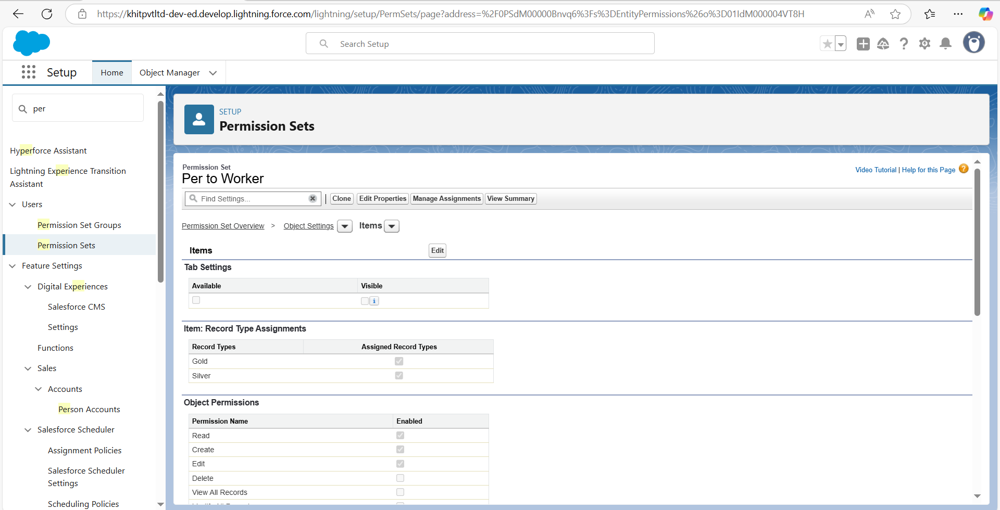 https://khitpvtltd-dev-ed.develop.lightning.force.com/lightning/setup/PermSets/page?address=%2F0PSdM00000Bnvq6%3Fs%3DEntityPermissions%26o%3D01IdM000004VT8H
Search Setup
Setup
Home
Object Manager
per
Hyperforce Assistant
Lightning Experience Transition
Assistant
Users
Permission Set Groups
Permission Sets
Feature Settings
Digital Experiences
Salesforce CMS
Settings
Functions
Sales
Accounts
Person Accounts
Salesforce Scheduler
Assignment Policies
Salesforce Scheduler
Settings
Scheduling Policies
SETUP
Permission Sets
Permission Set
Per to Worker
Video Tutorial | Help for this Page
Find Settings... | Clone Edit Properties Manage Assignments View Summary
Permission Set Overview > Object Settings Items
Items Edit
Tab Settings
Available Visible
Item: Record Type Assignments
Record Types Assigned Record Types
Gold
Silver
Object Permissions
Permission Name Enabled
Read
Create
Edit
Delete
View All Records